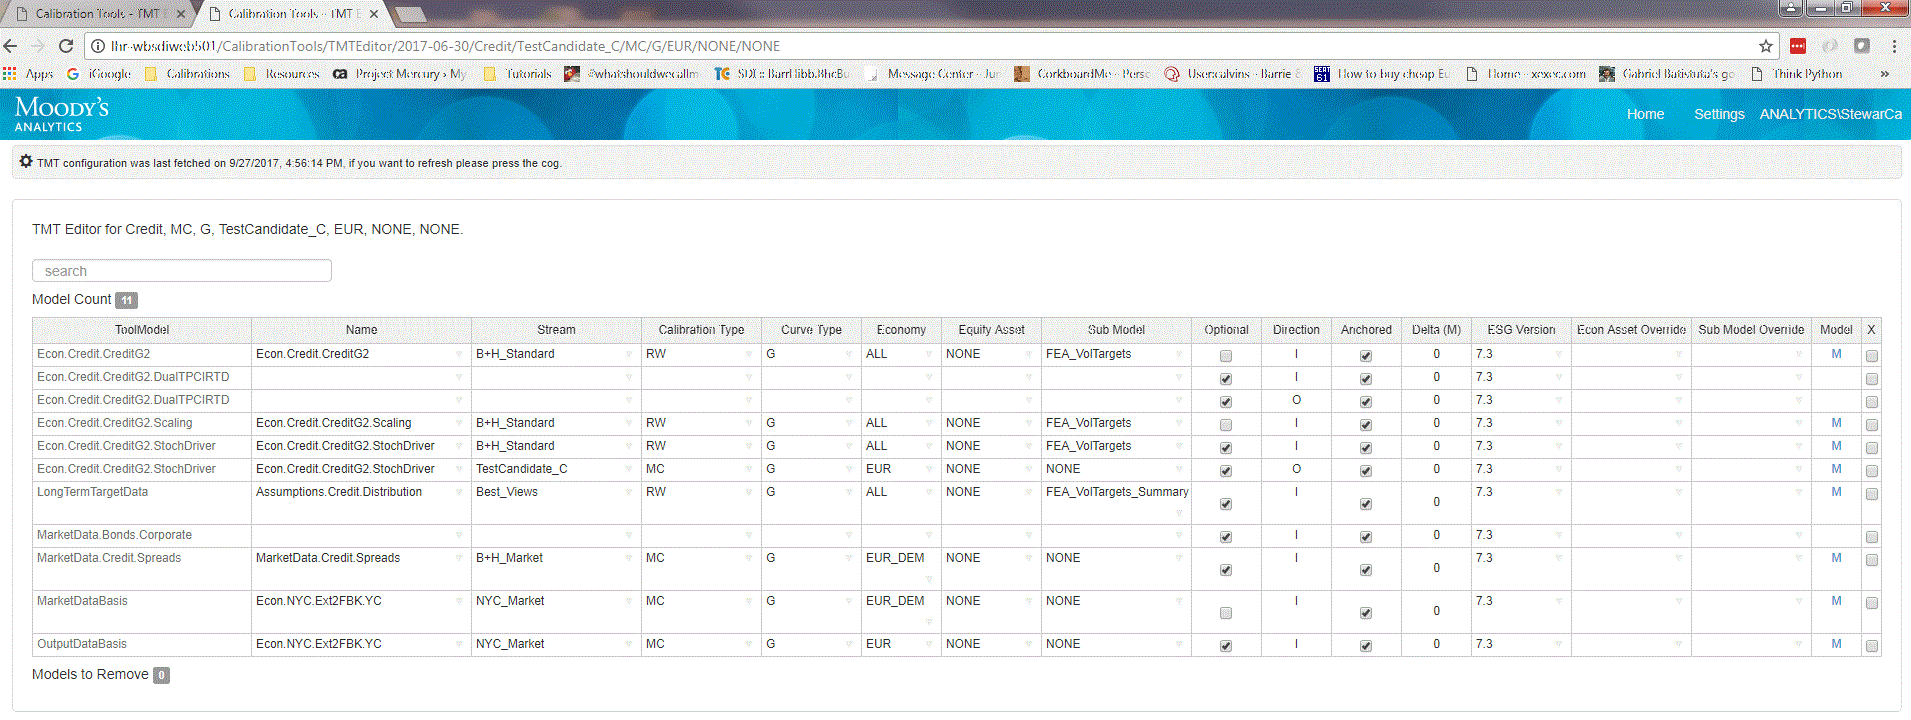 Calibration Tools - TMT E
Calibration Tools - TMT E
lhr-wbsdiweb501/CalibrationTools/TMTEditor/2017-06-30/Credit/TestCandidate_C/MC/G/EUR/NONE/NONE
Apps iGoogle Calibrations Resources ca Project Mercury › My Tutorials #whatshouldwecallm TC SDI :: BarrHibb.BhcBu Message Center - Jun CorkboardMe - Perso User:calvins - Barrie & SEAT 61 How to buy cheap Eu Home - xexec.com Gabriel Batistuta's go Think Python »
MOODY'S
ANALYTICS
Home Settings ANALYTICS\StewarCa
TMT configuration was last fetched on 9/27/2017, 4:56:14 PM, if you want to refresh please press the cog.
TMT Editor for Credit, MC, G, TestCandidate_C, EUR, NONE, NONE.
search
Model Count 11
ToolModel Name Stream Calibration Type Curve Type Economy Equity Asset Sub Model Optional Direction Anchored Delta (M) ESG Version Econ Asset Override Sub Model Override Model X
Econ.Credit.CreditG2 Econ.Credit.CreditG2 B+H_Standard RW G ALL NONE FEA_VolTargets I 0 7.3 M
Econ.Credit.CreditG2.DualTPCIRTD I 0 7.3
Econ.Credit.CreditG2.DualTPCIRTD O 0 7.3
Econ.Credit.CreditG2.Scaling Econ.Credit.CreditG2.Scaling B+H_Standard RW G ALL NONE FEA_VolTargets I 0 7.3 M
Econ.Credit.CreditG2.StochDriver Econ.Credit.CreditG2.StochDriver B+H_Standard RW G ALL NONE FEA_VolTargets I 0 7.3 M
Econ.Credit.CreditG2.StochDriver Econ.Credit.CreditG2.StochDriver TestCandidate_C MC G EUR NONE NONE O 0 7.3 M
LongTermTargetData Assumptions.Credit.Distribution Best_Views RW G ALL NONE FEA_VolTargets_Summary I 0 7.3 M
MarketData.Bonds.Corporate I 0 7.3
MarketData.Credit.Spreads MarketData.Credit.Spreads B+H_Market MC G EUR_DEM NONE NONE I 0 7.3 M
MarketDataBasis Econ.NYC.Ext2FBK.YC NYC_Market MC G EUR_DEM NONE NONE I 0 7.3 M
OutputDataBasis Econ.NYC.Ext2FBK.YC NYC_Market MC G EUR NONE NONE I 0 7.3 M
Models to Remove 0